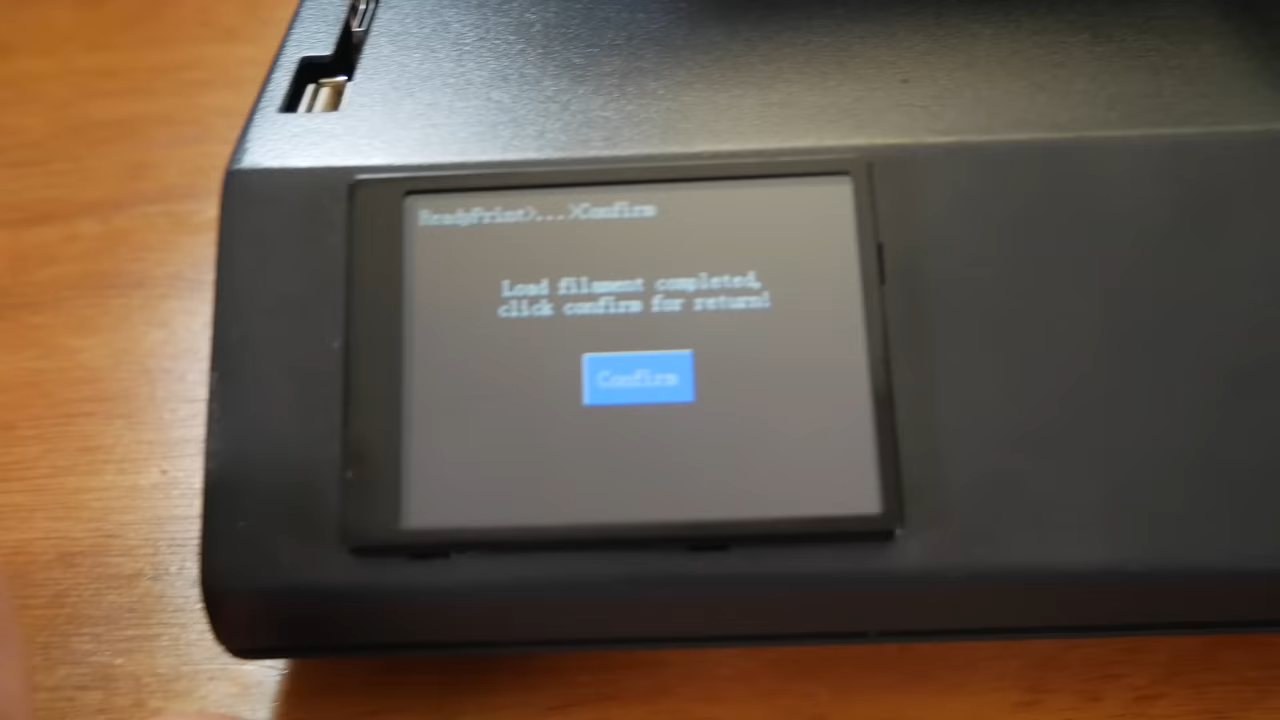 ReadyPrint>...>Confirm
Load filament completed,
click confirm for return!
Confirm